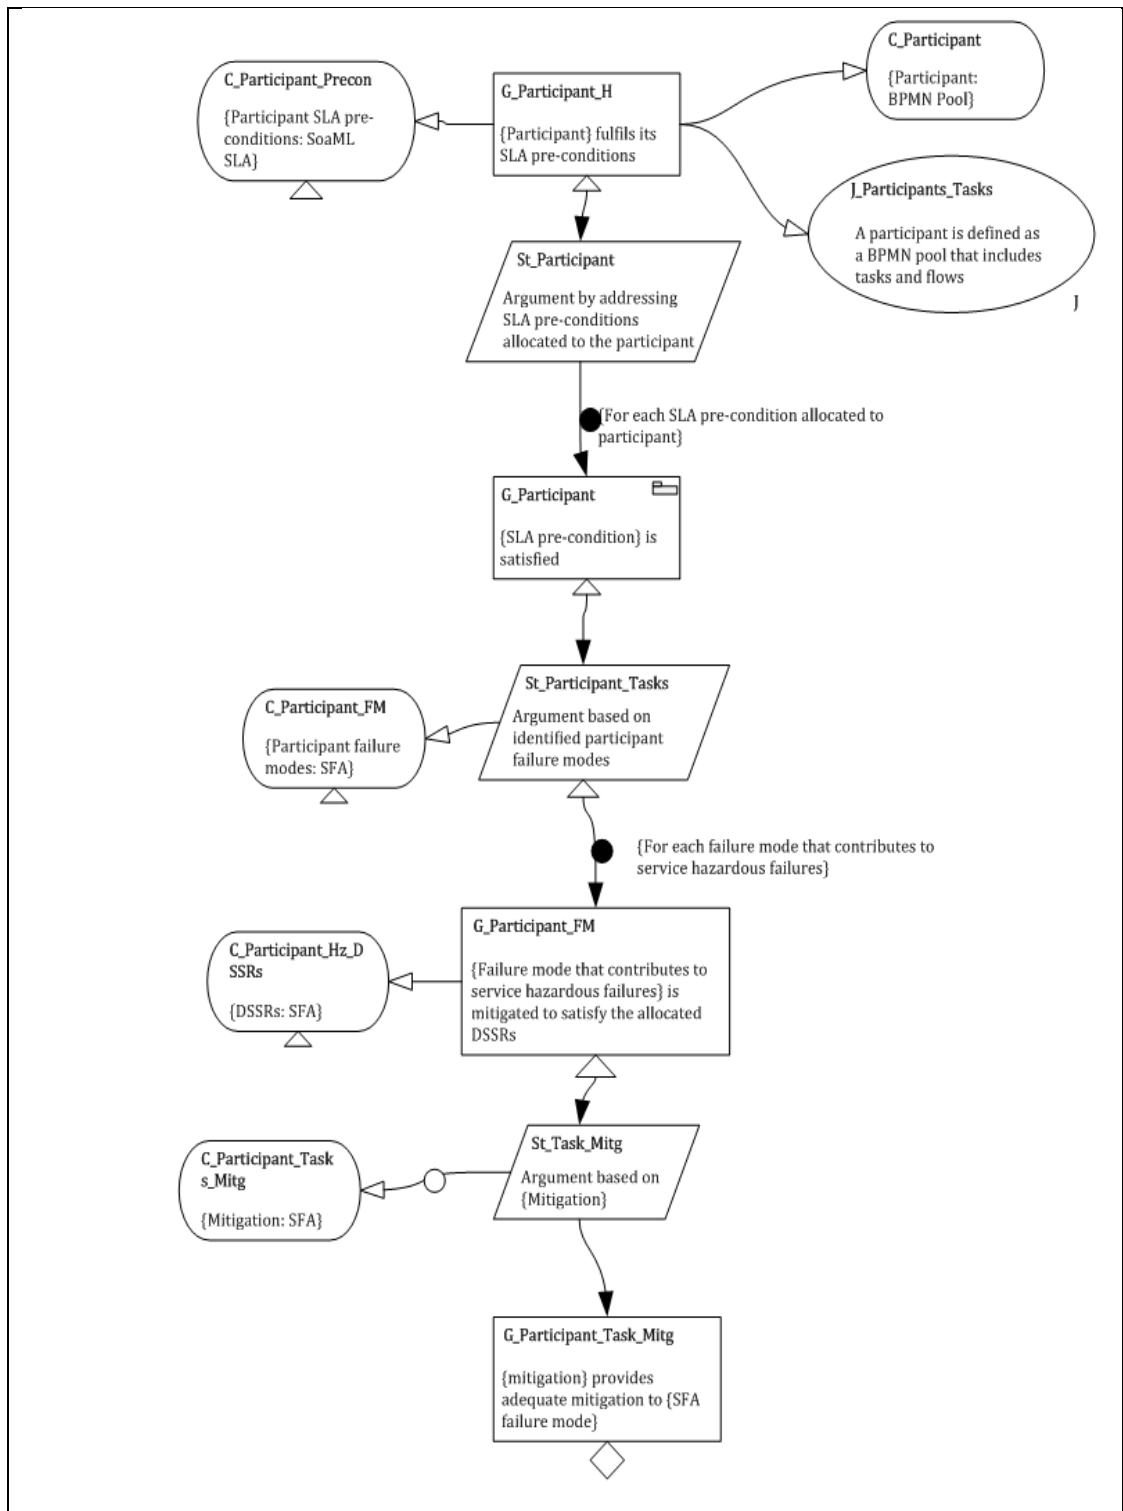 C_Participant
{Participant:
BPMN Pool}
C_Participant_Precon
{Participant SLA pre-
conditions: SoaML
SLA}
G_Participant_H
{Participant} fulfils its
SLA pre-conditions
J_Participants_Tasks
A participant is defined as
a BPMN pool that includes
tasks and flows
J
St_Participant
Argument by addressing
SLA pre-conditions
allocated to the participant
{For each SLA pre-condition allocated to
participant}
G_Participant
{SLA pre-condition} is
satisfied
St_Participant_Tasks
Argument based on
identified participant
failure modes
C_Participant_FM
{Participant failure
modes: SFA}
{For each failure mode that contributes to
service hazardous failures}
G_Participant_FM
{Failure mode that contributes to
service hazardous failures} is
mitigated to satisfy the allocated
DSSRs
C_Participant_Hz_D
SSRs
{DSSRs: SFA}
St_Task_Mitg
Argument based on
{Mitigation}
C_Participant_Task
s_Mitg
{Mitigation: SFA}
G_Participant_Task_Mitg
{mitigation} provides
adequate mitigation to {SFA
failure mode}